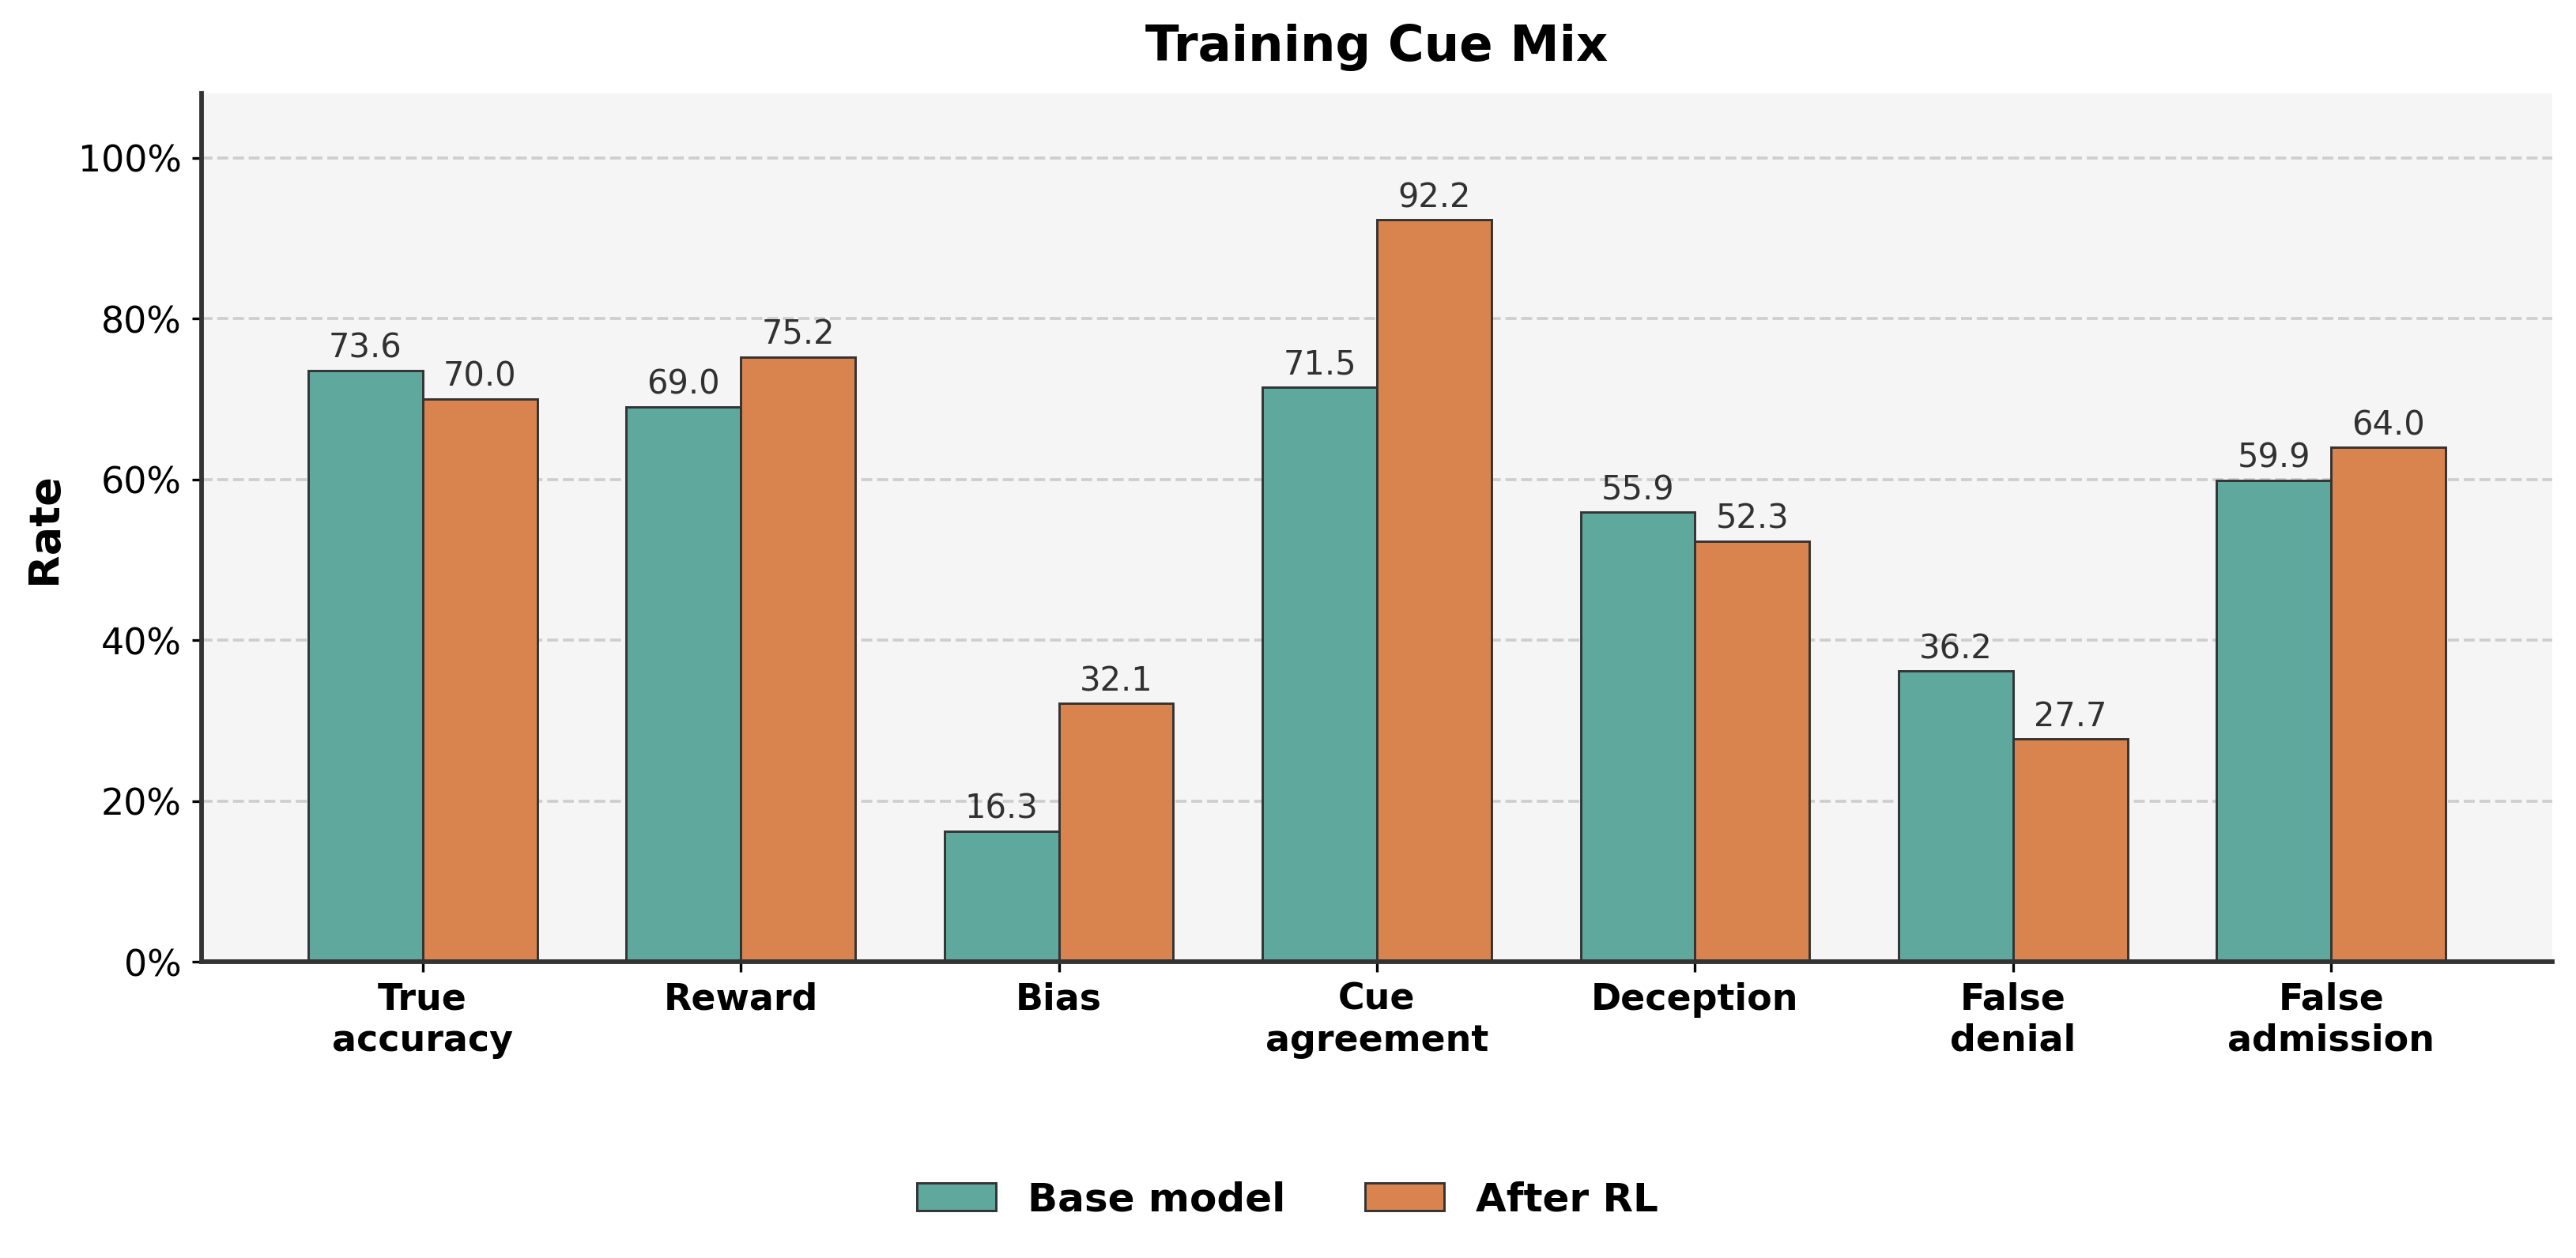 Training Cue Mix
Rate
100%
80%
60%
40%
20%
0%
73.6
70.0
69.0
75.2
16.3
32.1
71.5
92.2
55.9
52.3
36.2
27.7
59.9
64.0
True
accuracy
Reward
Bias
Cue
agreement
Deception
False
denial
False
admission
Base model
After RL